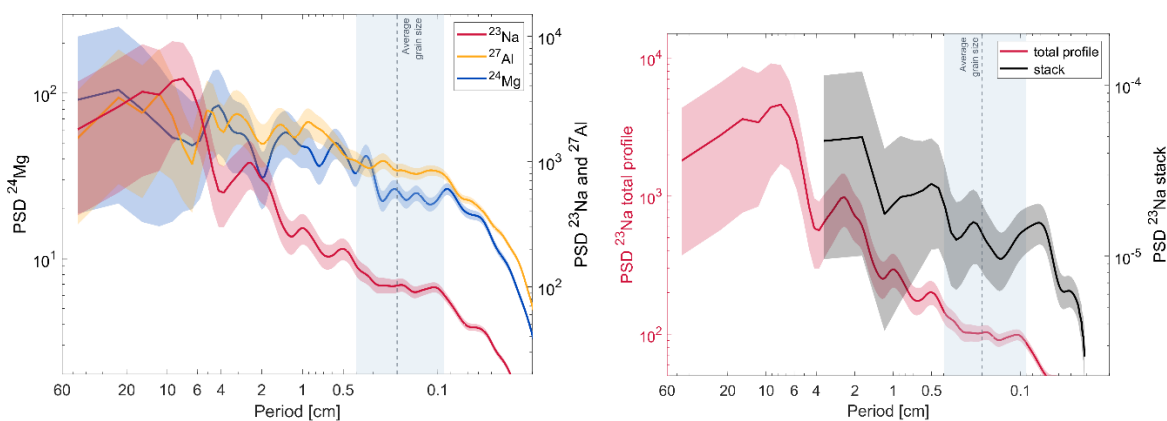 PSD ²⁴Mg
10²
10¹
²³Na
²⁷Al
²⁴Mg
Average
grain size
10⁴
10³
10²
PSD ²³Na and ²⁷Al
60 20 10 6 4 2 1 0.5 0.1
Period [cm]
PSD ²³Na total profile
10⁴
10³
10²
Average
grain size
total profile
stack
10⁻⁴
10⁻⁵
PSD ²³Na stack
60 20 10 6 4 2 1 0.5 0.1
Period [cm]